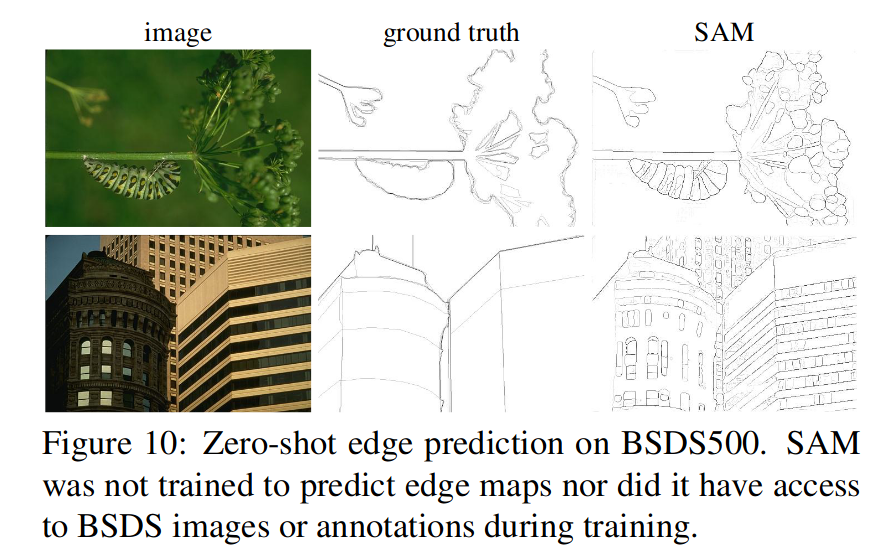 image ground truth SAM
Figure 10: Zero-shot edge prediction on BSDS500. SAM
was not trained to predict edge maps nor did it have access
to BSDS images or annotations during training.